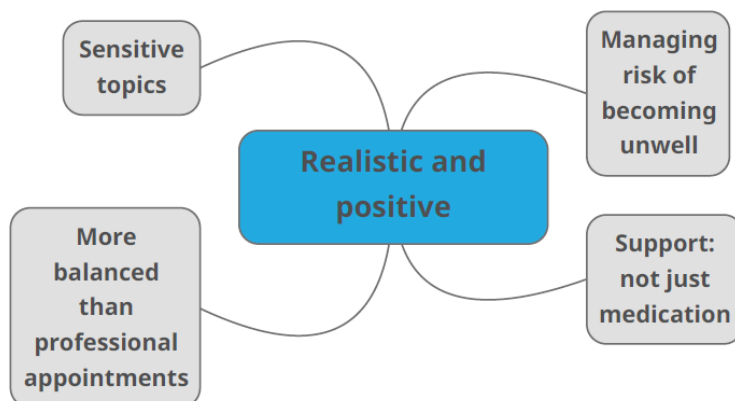 Sensitive
topics
Managing
risk of
becoming
unwell
Realistic and
positive
More
balanced
than
professional
appointments
Support:
not just
medication